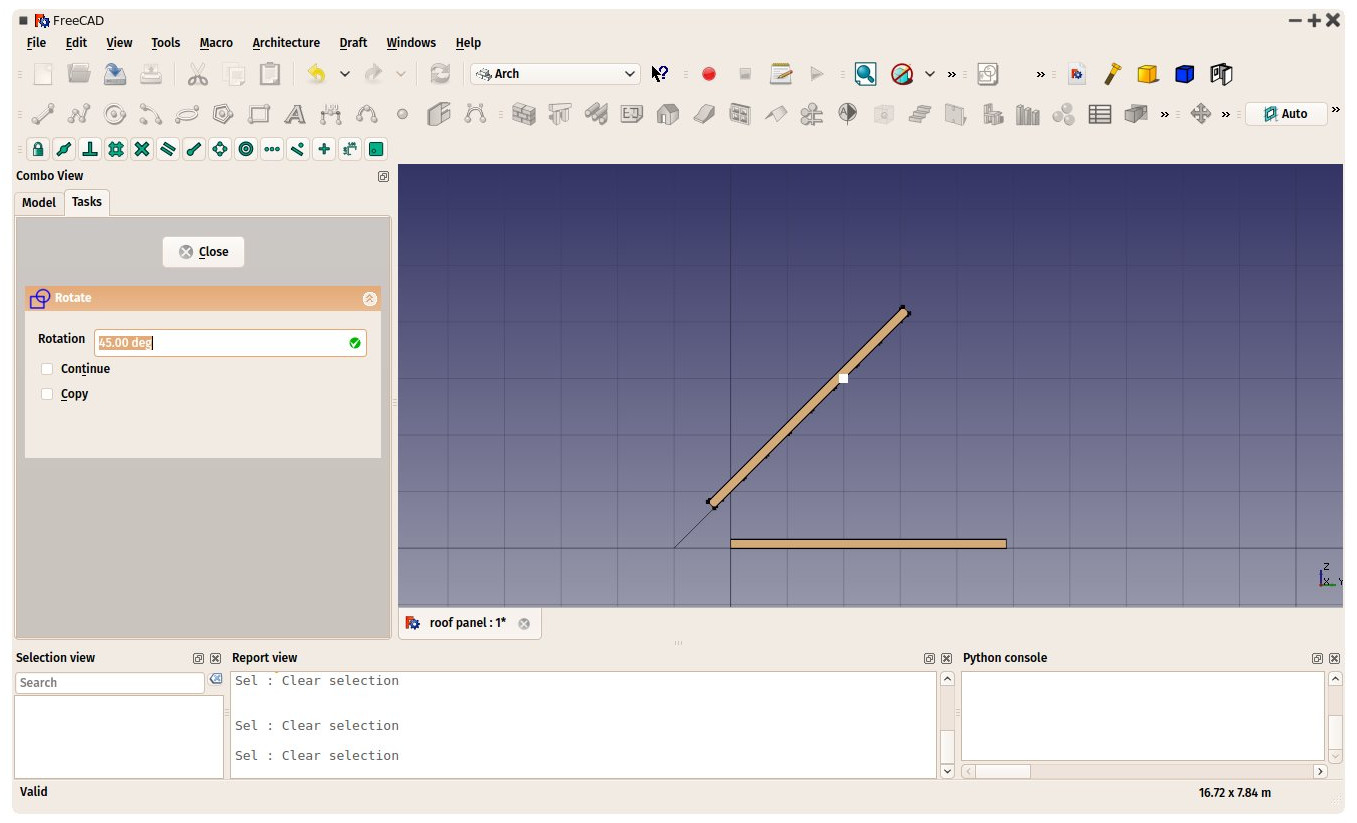 FreeCAD
File Edit View Tools Macro Architecture Draft Windows Help
Arch
Auto
Combo View
Model Tasks
Close
Rotate
Rotation 45.00 deg
Continue
Copy
Z
X Y
roof panel : 1*
Selection view
Search
Report view
Sel : Clear selection
Sel : Clear selection
Sel : Clear selection
Python console
Valid
16.72 x 7.84 m